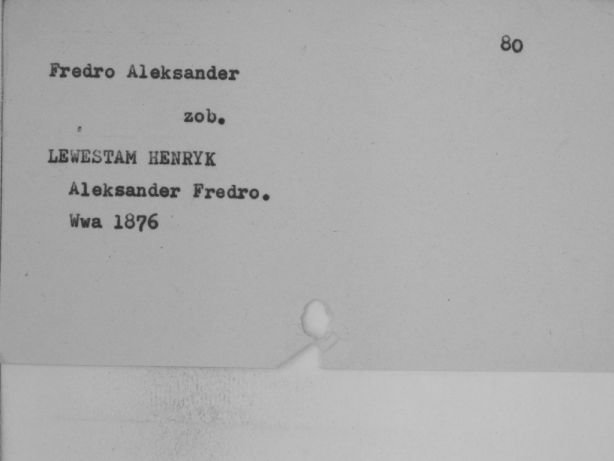 80
Fredro Aleksander
zob.
LEWESTAM HENRYK
Aleksander Fredro.
Wwa 1876